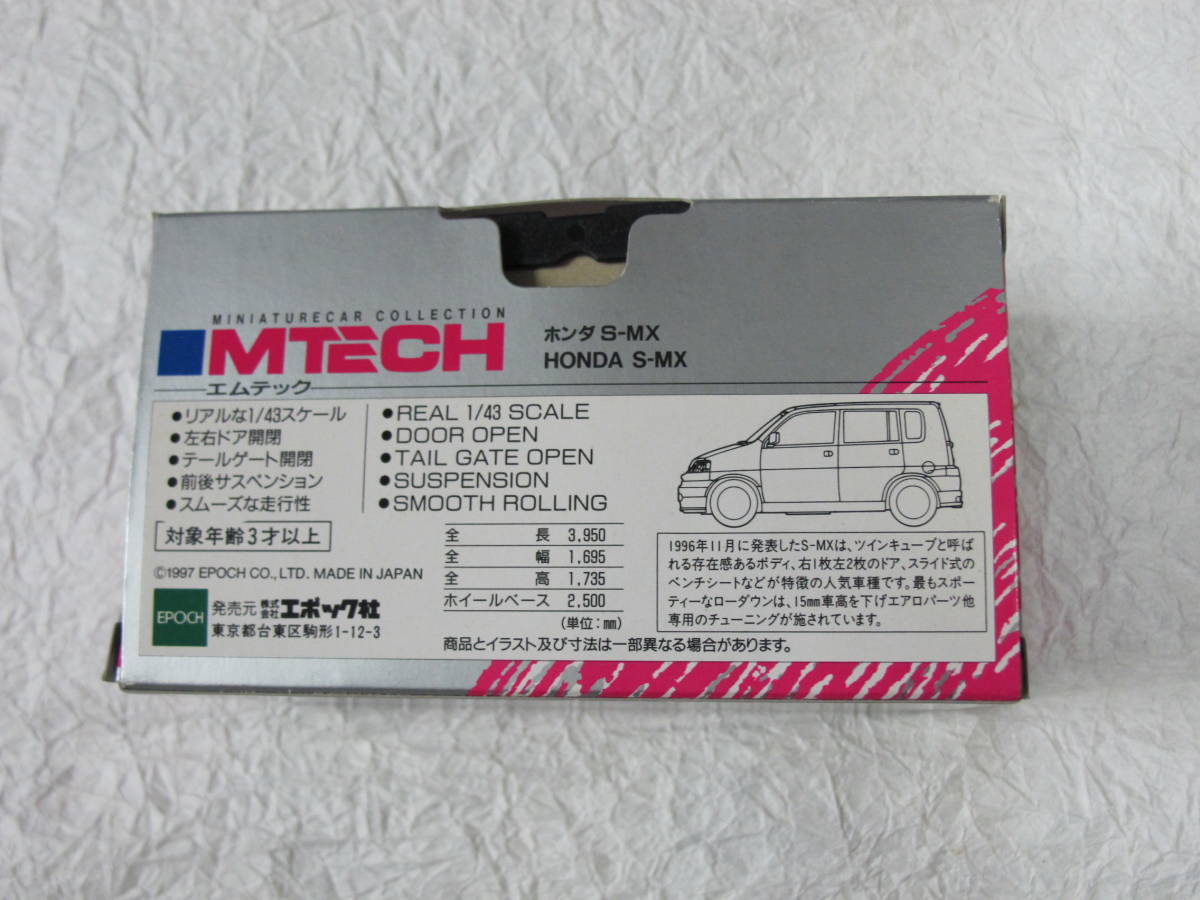 MINIATURECAR COLLECTION
MTECH
エムテック
ホンダ S-MX
HONDA S-MX
●リアルな1/43スケール
●左右ドア開閉
●テールゲート開閉
●前後サスペンション
●スムーズな走行性
●REAL 1/43 SCALE
●DOOR OPEN
●TAIL GATE OPEN
●SUSPENSION
●SMOOTH ROLLING
対象年齢3才以上
©1997 EPOCH CO., LTD. MADE IN JAPAN
EPOCH
発売元 株式会社エポック社
東京都台東区駒形1-12-3
全長 3.950
全幅 1.695
全高 1.735
ホイールベース 2.500
(単位:mm)
1996年11月に発表したS-MXは、ツインキューブと呼ば
れる存在感あるボディ、右1枚左2枚のドア、スライド式の
ベンチシートなどが特徴の人気車種です。最もスポー
ティーなローダウンは、15mm車高を下げエアロパーツ他
専用のチューニングが施されています。
商品とイラスト及び寸法は一部異なる場合があります。